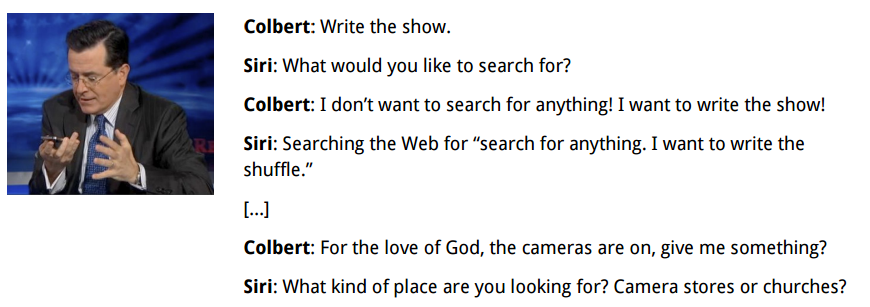 Colbert: Write the show.
Siri: What would you like to search for?
Colbert: I don’t want to search for anything! I want to write the show!
Siri: Searching the Web for “search for anything. I want to write the
shuffle.”
[...]
Colbert: For the love of God, the cameras are on, give me something?
Siri: What kind of place are you looking for? Camera stores or churches?